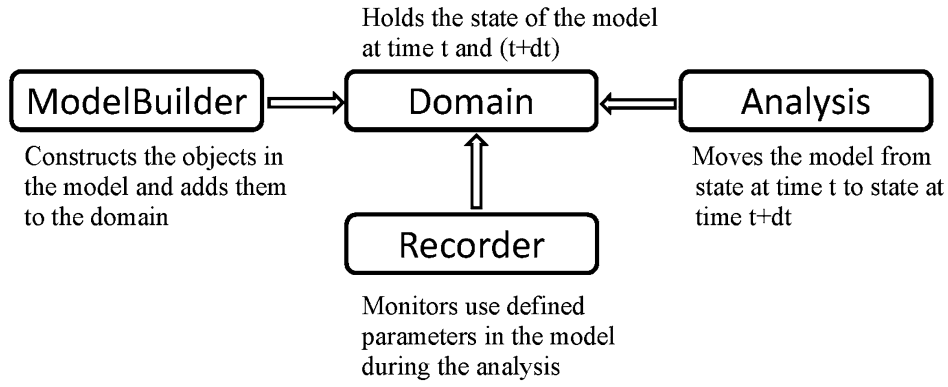 Holds the state of the model
at time t and (t+dt)
ModelBuilder
Domain
Analysis
Constructs the objects in
the model and adds them
to the domain
Moves the model from
state at time t to state at
time t+dt
Recorder
Monitors use defined
parameters in the model
during the analysis